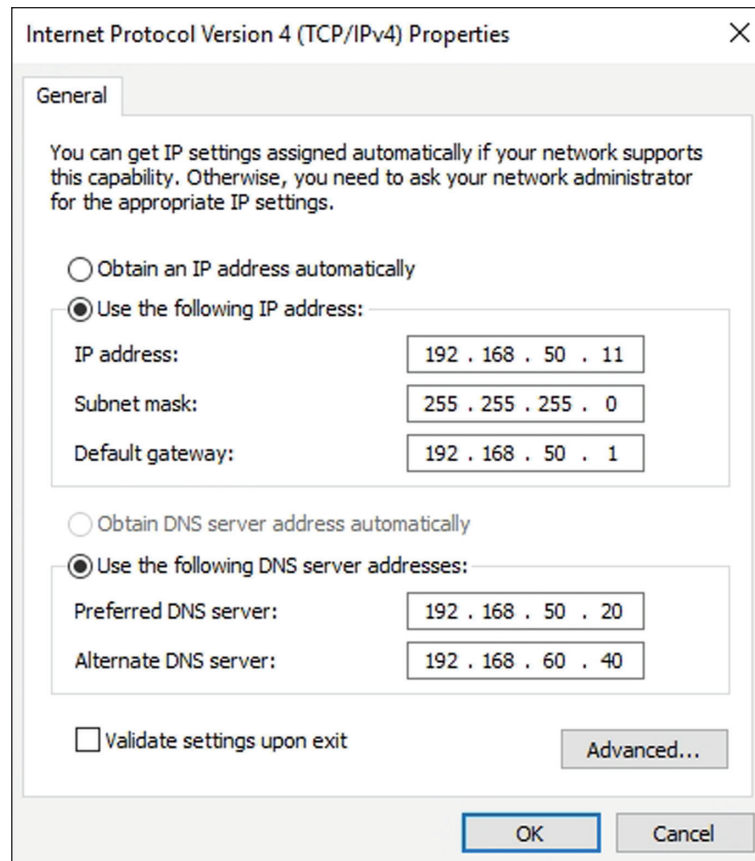 Internet Protocol Version 4 (TCP/IPv4) Properties
General
You can get IP settings assigned automatically if your network supports
this capability. Otherwise, you need to ask your network administrator
for the appropriate IP settings.
Obtain an IP address automatically
Use the following IP address:
IP address: 192 . 168 . 50 . 11
Subnet mask: 255 . 255 . 255 . 0
Default gateway: 192 . 168 . 50 . 1
Obtain DNS server address automatically
Use the following DNS server addresses:
Preferred DNS server: 192 . 168 . 50 . 20
Alternate DNS server: 192 . 168 . 60 . 40
Validate settings upon exit
Advanced...
OK Cancel